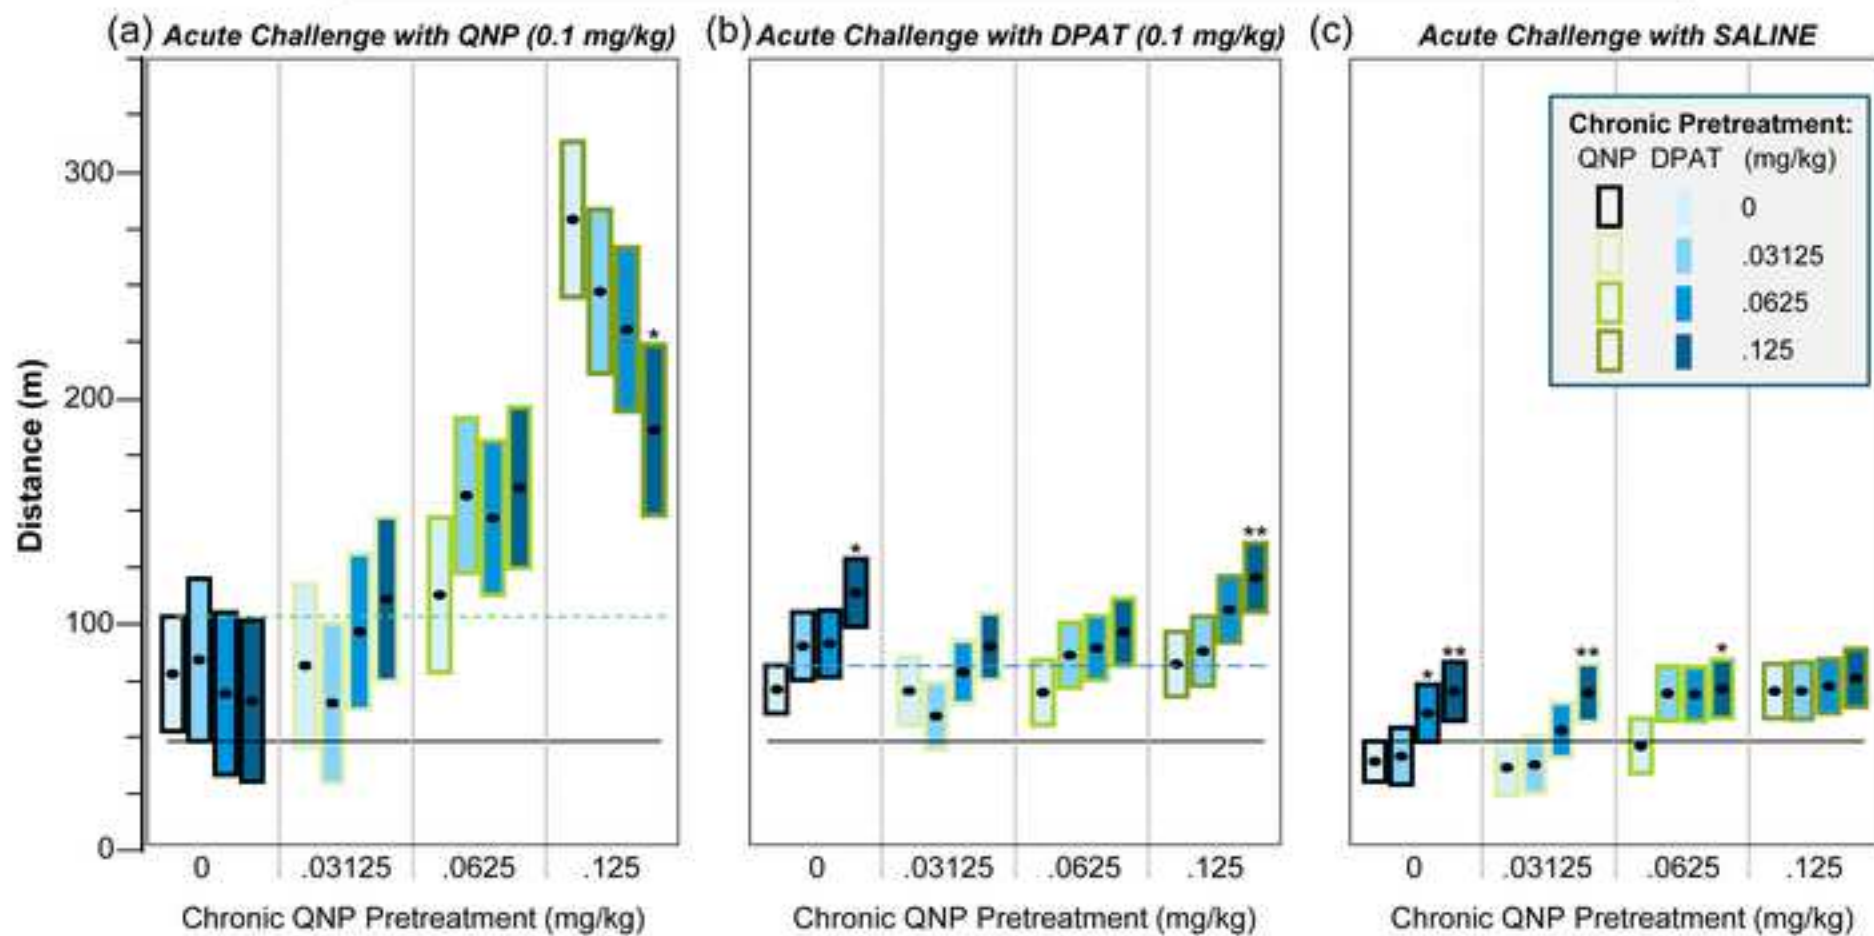 (a) Acute Challenge with QNP (0.1 mg/kg)
(b) Acute Challenge with DPAT (0.1 mg/kg)
(c) Acute Challenge with SALINE
Distance (m)
300
200
100
0
*
0 .03125 .0625 .125
Chronic QNP Pretreatment (mg/kg)
*
**
0 .03125 .0625 .125
Chronic QNP Pretreatment (mg/kg)
Chronic Pretreatment:
QNP DPAT (mg/kg)
0
.03125
.0625
.125
* ** ** *
0 .03125 .0625 .125
Chronic QNP Pretreatment (mg/kg)